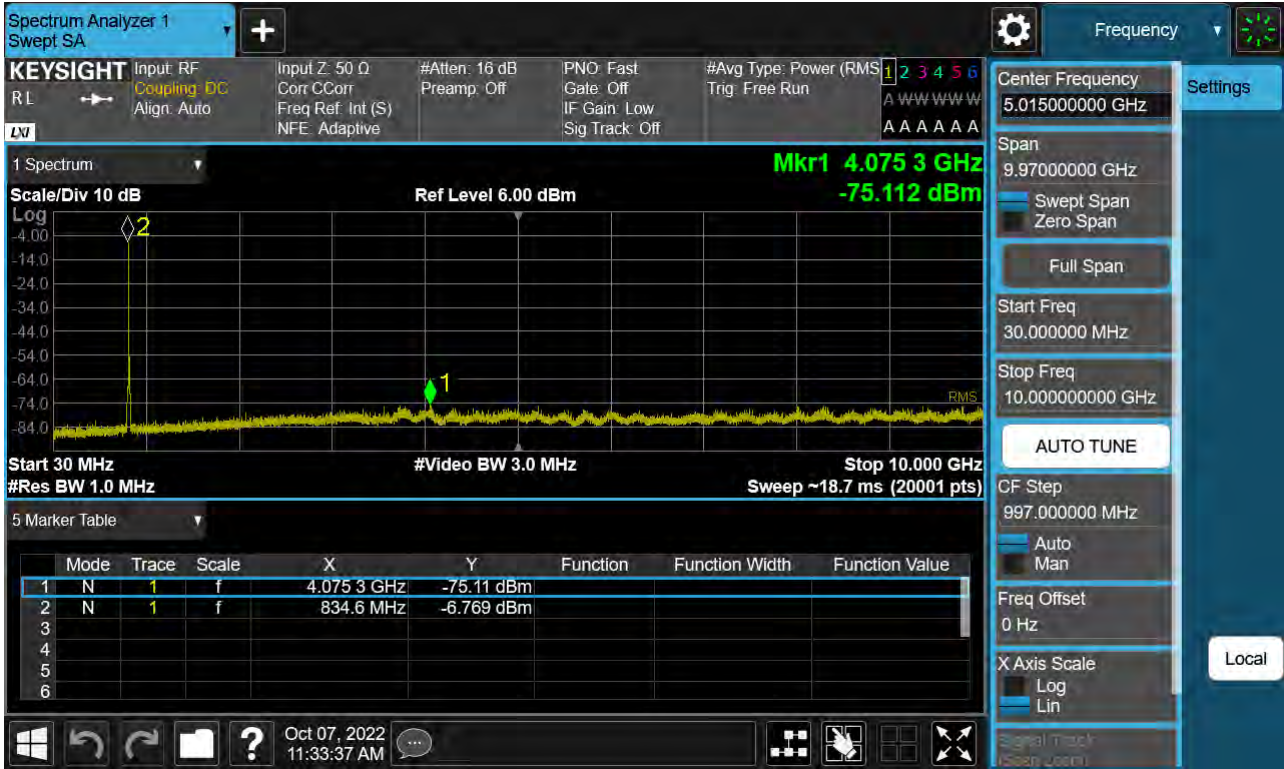 Spectrum Analyzer 1
Swept SA
+
Frequency
KEYSIGHT
RL
LXI
Input: RF
Coupling: DC
Align: Auto
Input Z: 50 Ω
Corr CCorr
Freq Ref: Int (S)
NFE: Adaptive
#Atten: 16 dB
Preamp: Off
PNO: Fast
Gate: Off
IF Gain: Low
Sig Track: Off
#Avg Type: Power (RMS
Trig: Free Run
1 2 3 4 5 6
A W W W W W
A A A A A A
1 Spectrum
Scale/Div 10 dB
Ref Level 6.00 dBm
Mkr1 4.075 3 GHz
-75.112 dBm
Log
-4.00
-14.0
-24.0
-34.0
-44.0
-54.0
-64.0
-74.0
-84.0
2
1
RMS
Start 30 MHz
#Video BW 3.0 MHz
Stop 10.000 GHz
#Res BW 1.0 MHz
Sweep ~18.7 ms (20001 pts)
5 Marker Table
Mode Trace Scale X Y Function Function Width Function Value
1 N 1 f 4.075 3 GHz -75.11 dBm
2 N 1 f 834.6 MHz -6.769 dBm
3
4
5
6
?
Oct 07, 2022
11:33:37 AM
Center Frequency
5.015000000 GHz
Span
9.97000000 GHz
Swept Span
Zero Span
Full Span
Start Freq
30.000000 MHz
Stop Freq
10.000000000 GHz
AUTO TUNE
CF Step
997.000000 MHz
Auto
Man
Freq Offset
0 Hz
X Axis Scale
Log
Lin
Signal Track
(Span Zoom)
Settings
Local